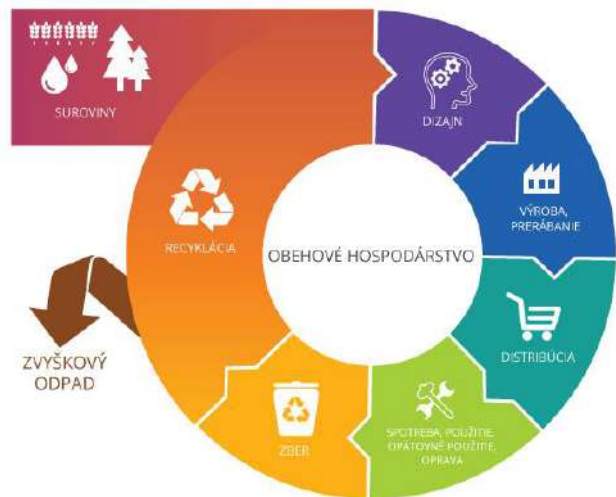 SUROVINY
DIZAJN
VÝROBA,
PRERÁBANIE
DISTRIBÚCIA
SPOTREBA, POUŽITIE,
OPÄTOVNÉ POUŽITIE,
OPRAVA
ZBER
RECYKLÁCIA
OBEHOVÉ HOSPODÁRSTVO
ZVYŠKOVÝ
ODPAD